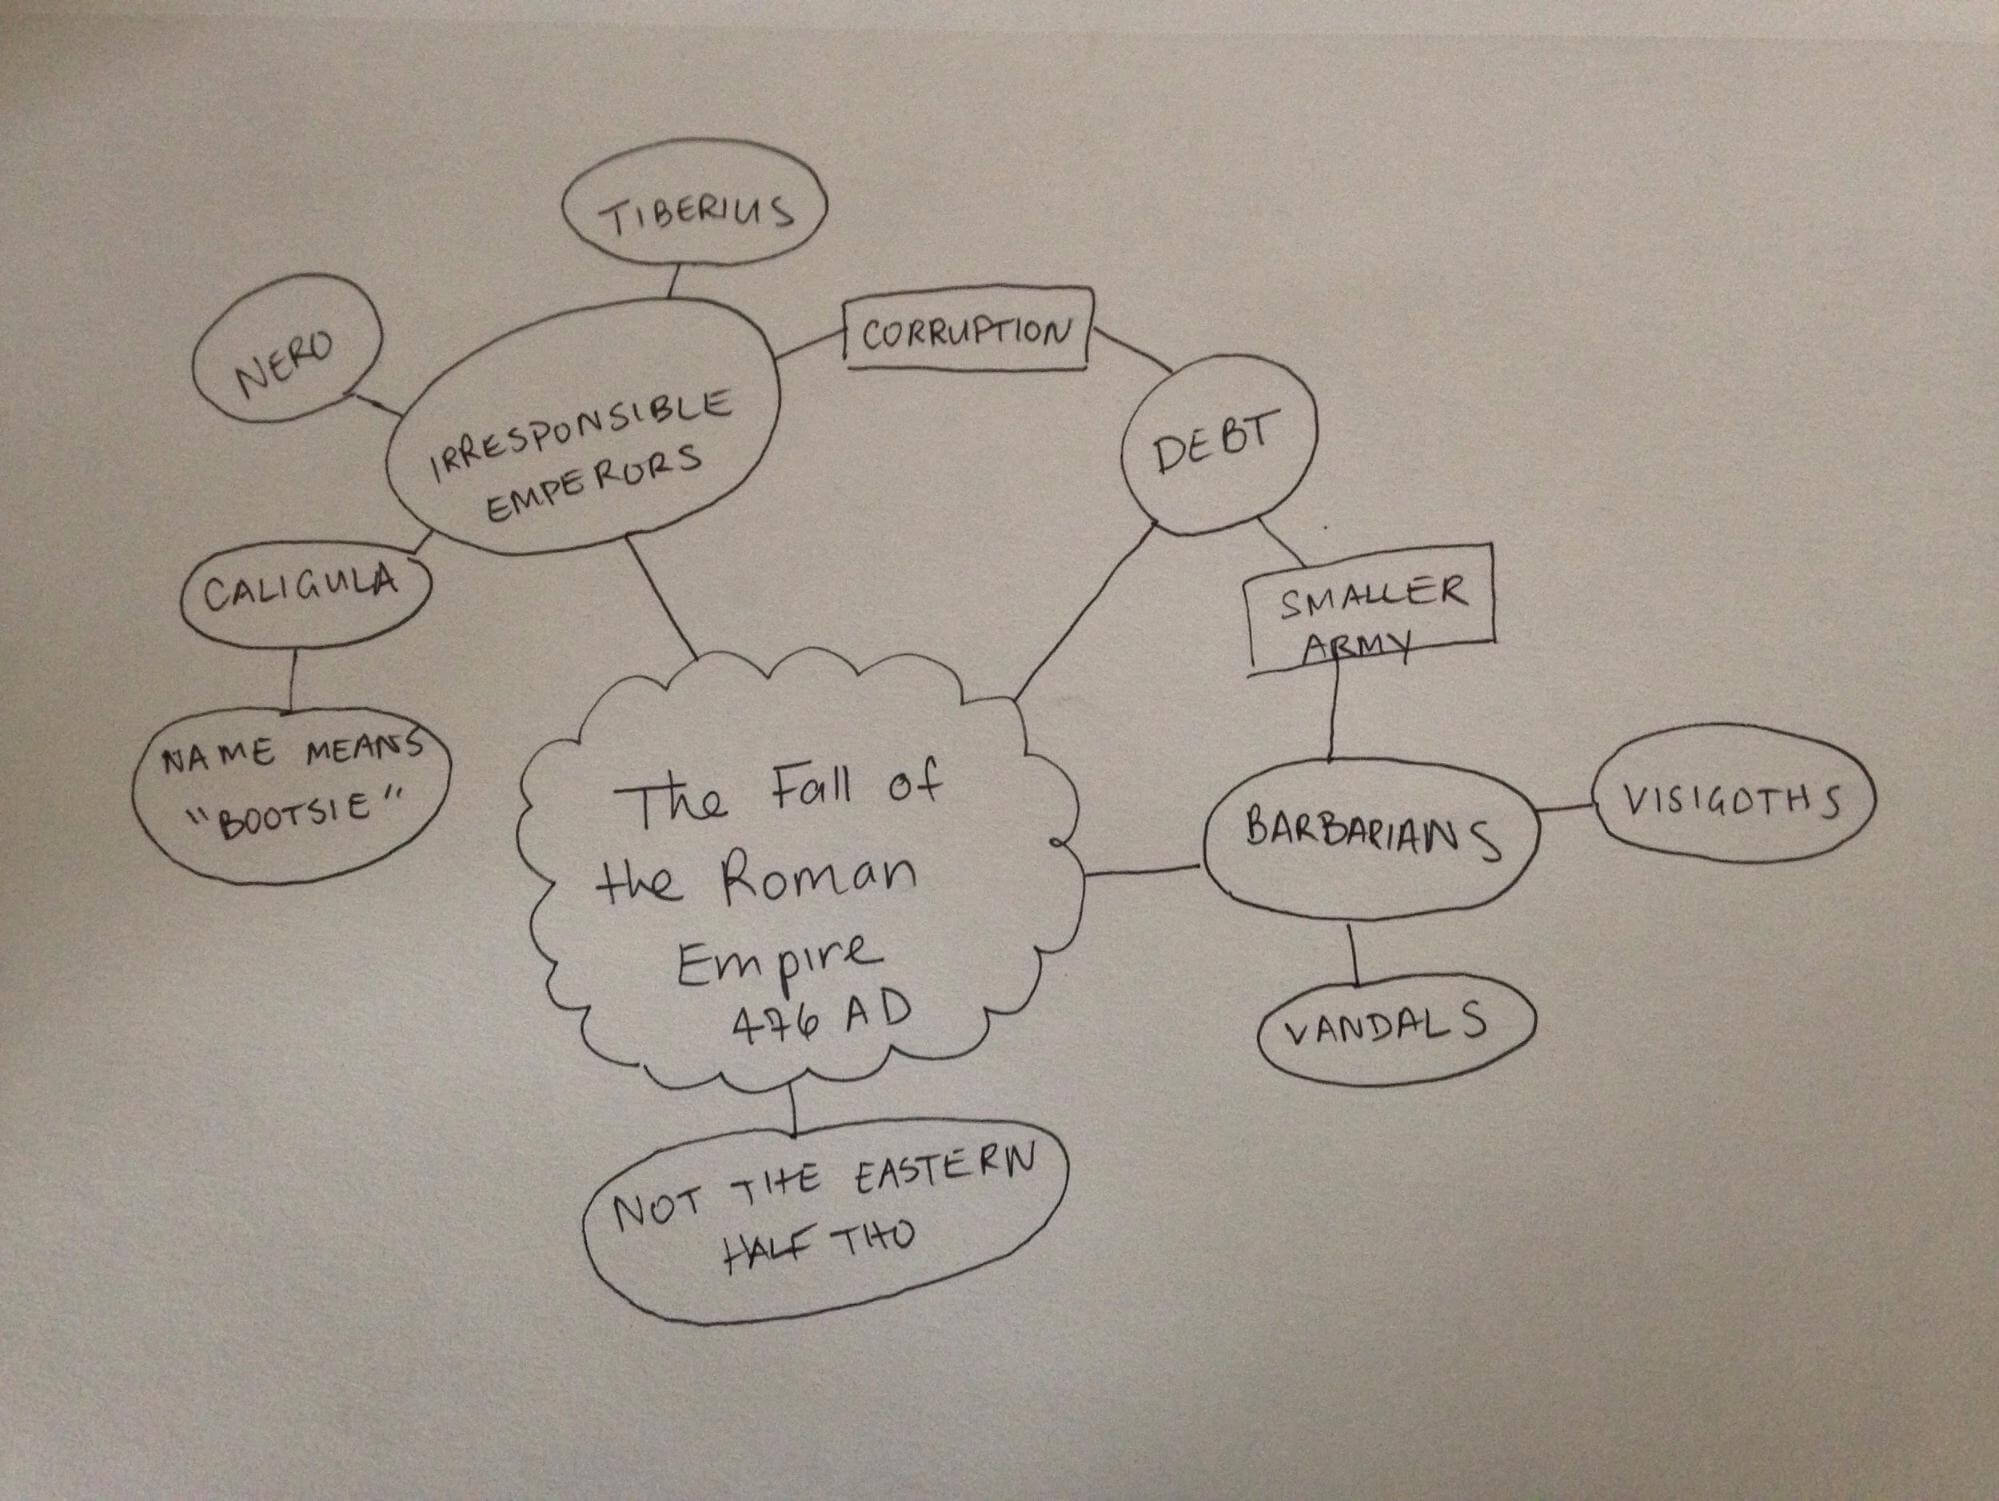 TIBERIUS
NERO
CORRUPTION
IRRESPONSIBLE
EMPERORS
DEBT
CALIGULA
SMALLER
ARMY
NAME MEANS
"BOOTSIE"
The Fall of
the Roman
Empire
476 AD
BARBARIANS
VISIGOTHS
VANDALS
NOT THE EASTERN
HALF THO